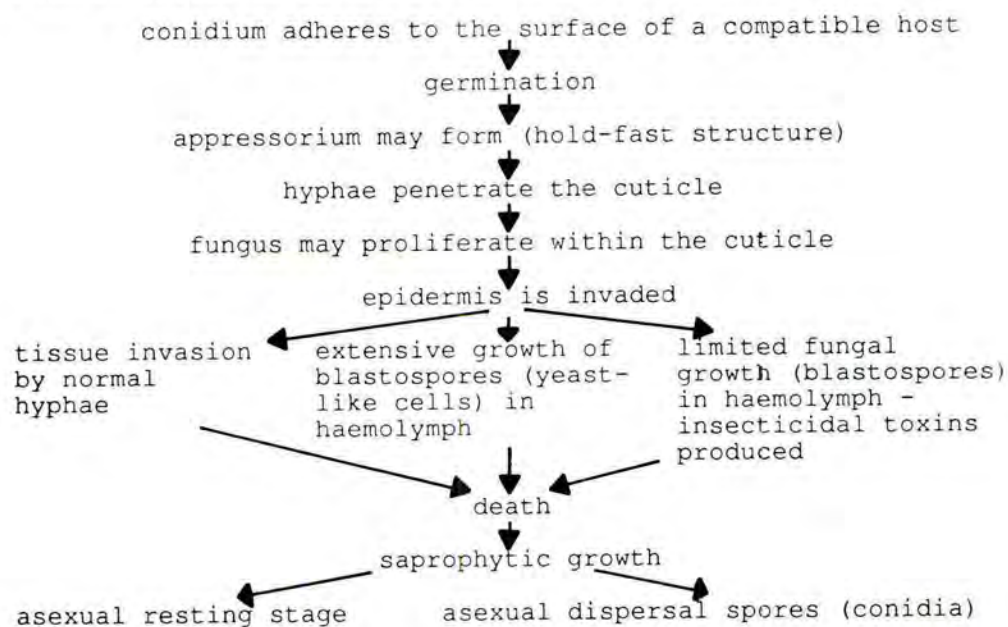 conidium adheres to the surface of a compatible host
germination
appressorium may form (hold-fast structure)
hyphae penetrate the cuticle
fungus may proliferate within the cuticle
epidermis is invaded
tissue invasion
by normal
hyphae
extensive growth of
blastospores (yeast-
like cells) in
haemolymph
limited fungal
growth (blastospores)
in haemolymph -
insecticidal toxins
produced
death
saprophytic growth
asexual resting stage
asexual dispersal spores (conidia)